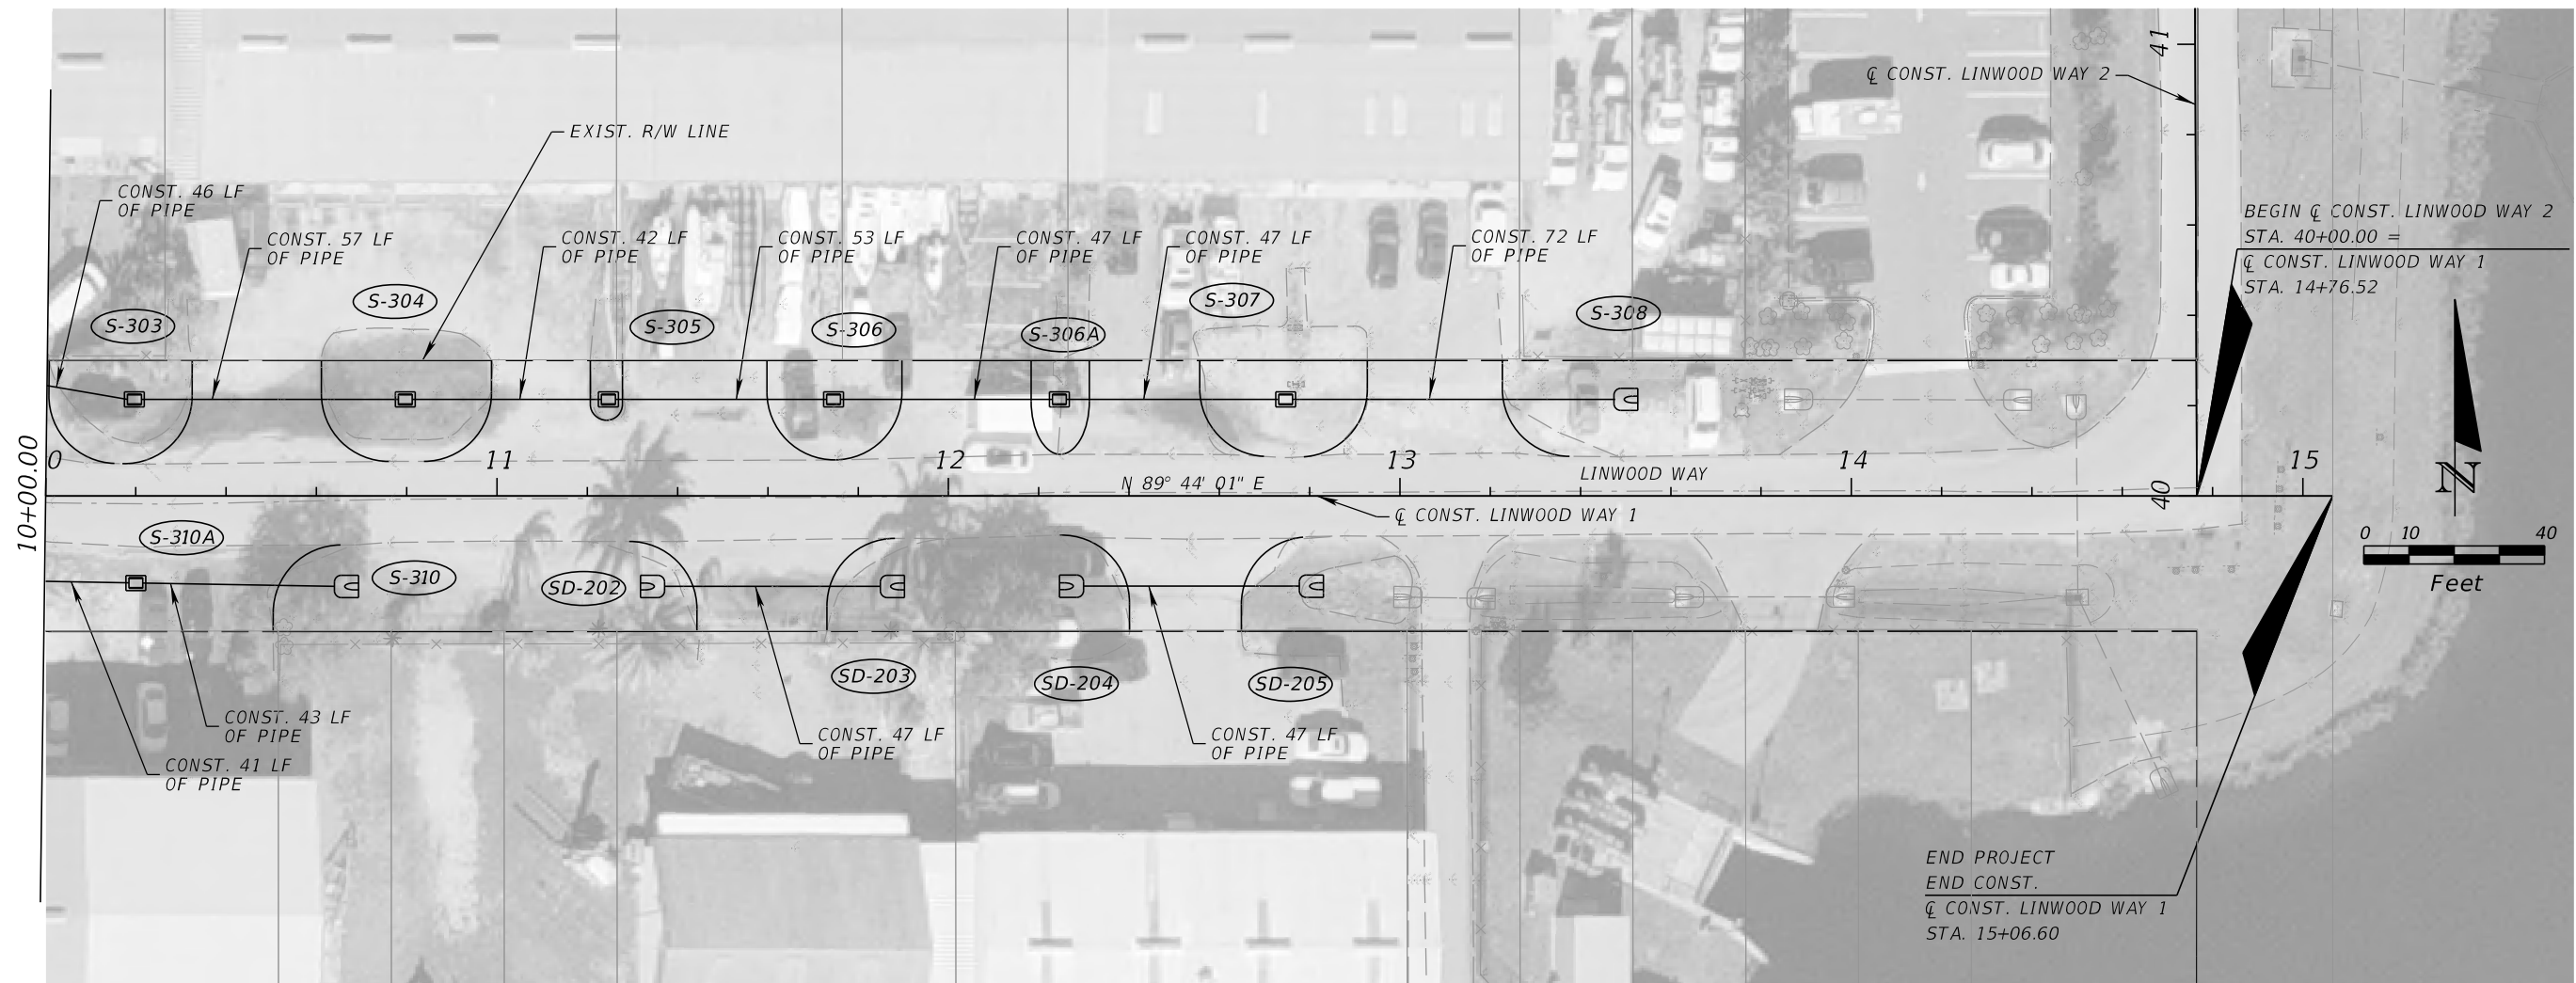 41
℄ CONST. LINWOOD WAY 2
EXIST. R/W LINE
CONST. 46 LF
OF PIPE
CONST. 57 LF
OF PIPE
CONST. 42 LF
OF PIPE
CONST. 53 LF
OF PIPE
CONST. 47 LF
OF PIPE
CONST. 47 LF
OF PIPE
CONST. 72 LF
OF PIPE
BEGIN ℄ CONST. LINWOOD WAY 2
STA. 40+00.00 =
℄ CONST. LINWOOD WAY 1
STA. 14+76.52
S-303
S-304
S-305
S-306
S-306A
S-307
S-308
10+00.00
0
11
12
13
14
15
LINWOOD WAY
N 89° 44' 01" E
40
N
℄ CONST. LINWOOD WAY 1
0 10 40
Feet
S-310A
S-310
SD-202
SD-203
SD-204
SD-205
CONST. 43 LF
OF PIPE
CONST. 41 LF
OF PIPE
CONST. 47 LF
OF PIPE
CONST. 47 LF
OF PIPE
END PROJECT
END CONST.
℄ CONST. LINWOOD WAY 1
STA. 15+06.60